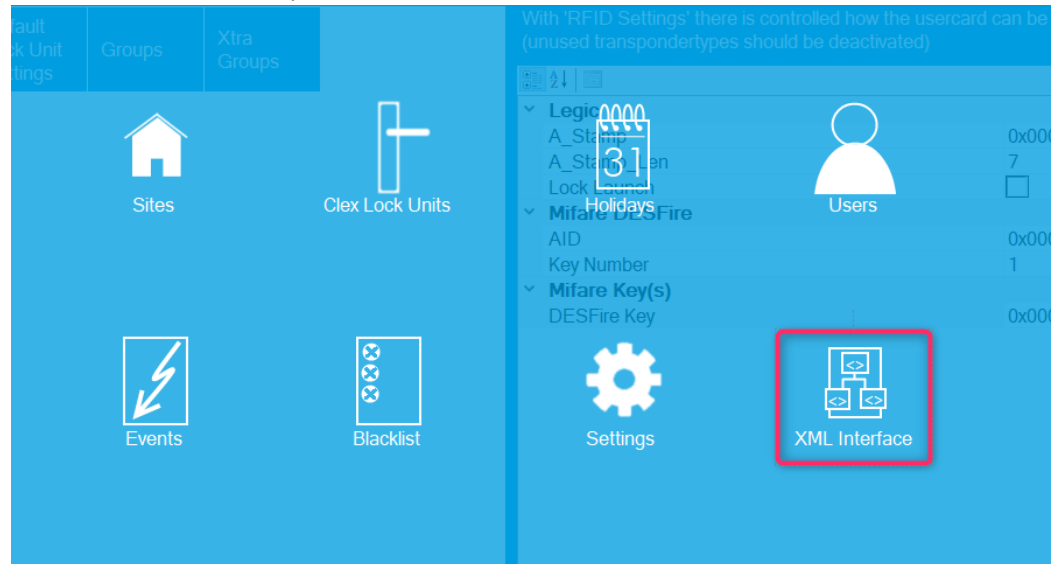 With 'RFID Settings' there is controlled how the usercard can be
(unused transpondertypes should be deactivated)
Unit
Groups
Xtra
Groups
Legic
A_Stamp 0x000
A_Stamp_Len 7
Lock Launch
Mifare DESFire
AID 0x000
Key Number 1
Mifare Key(s)
DESFire Key 0x000
31
Sites
Clex Lock Units
Holidays
Users
<>
<> <>
Events
Blacklist
Settings
XML Interface